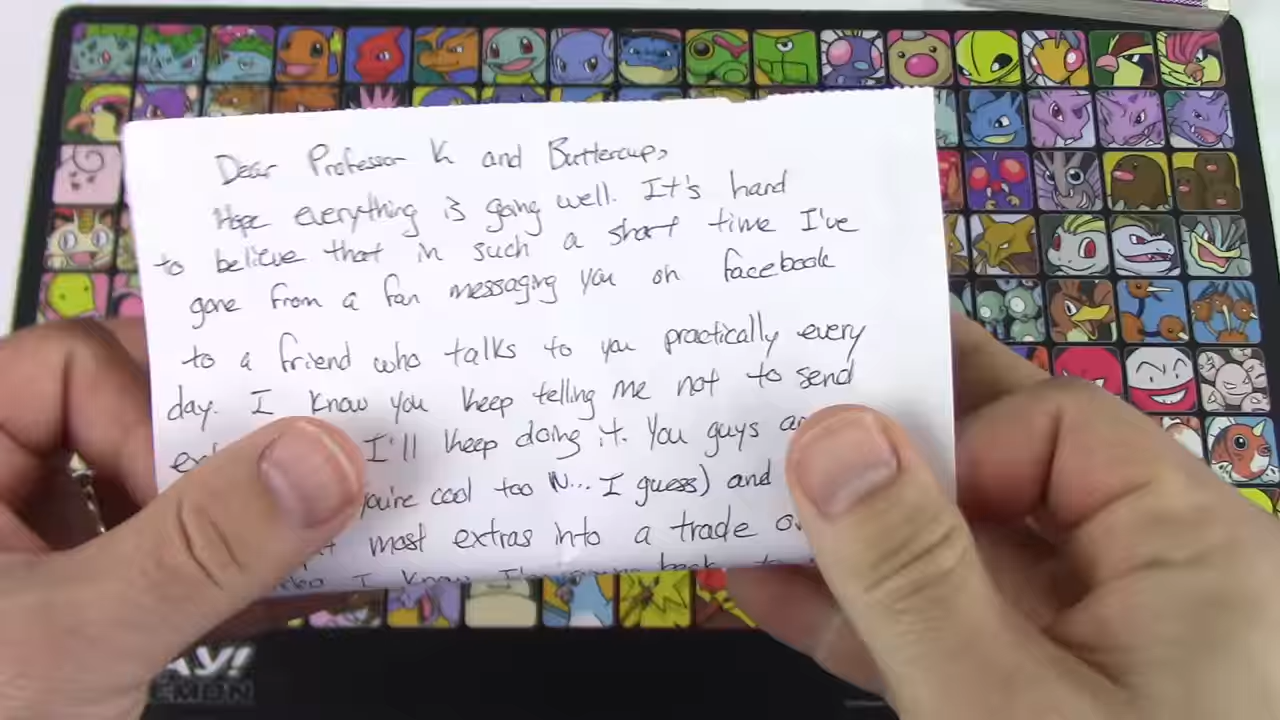 Dear Professor K and Buttercup,
Hope everything is going well. It's hard
to believe that in such a short time I've
gone from a fan messaging you on facebook
to a friend who talks to you practically every
day. I know you keep telling me not to send
I'll keep doing it. You guys
you're cool too N... I guess) and
most extras into a trade
I know I'm
AY!